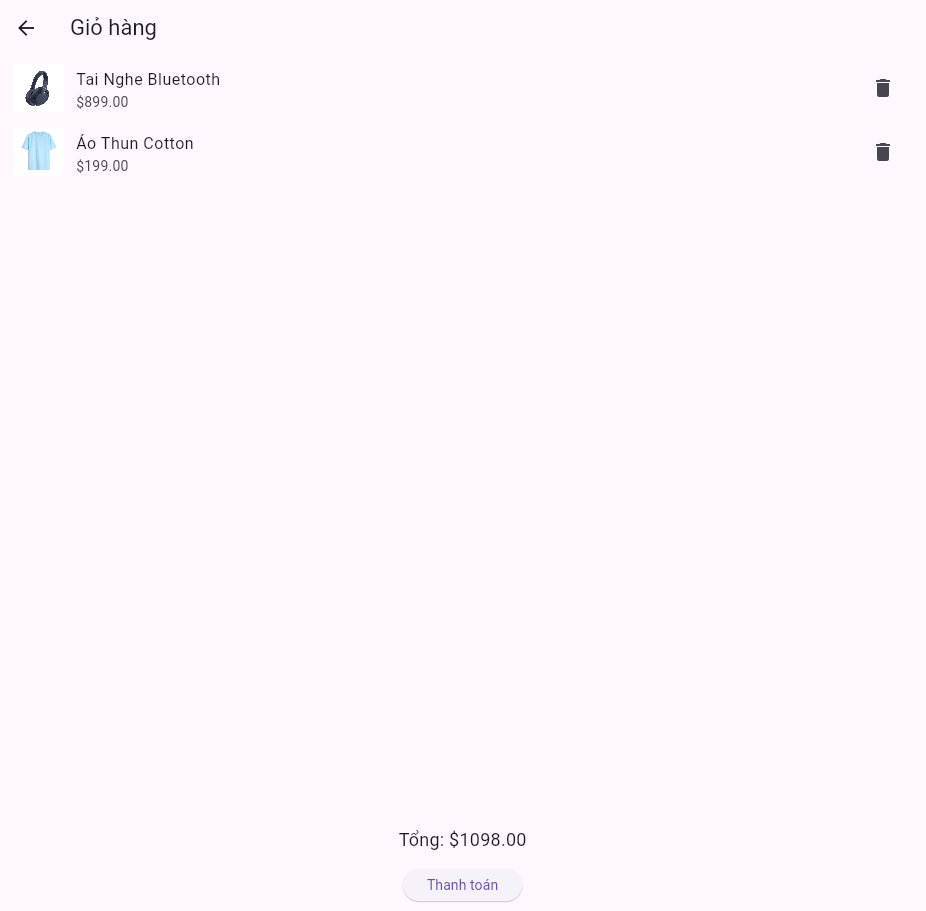 Giỏ hàng
Tai Nghe Bluetooth
$899.00
Áo Thun Cotton
$199.00
Tổng: $1098.00
Thanh toán